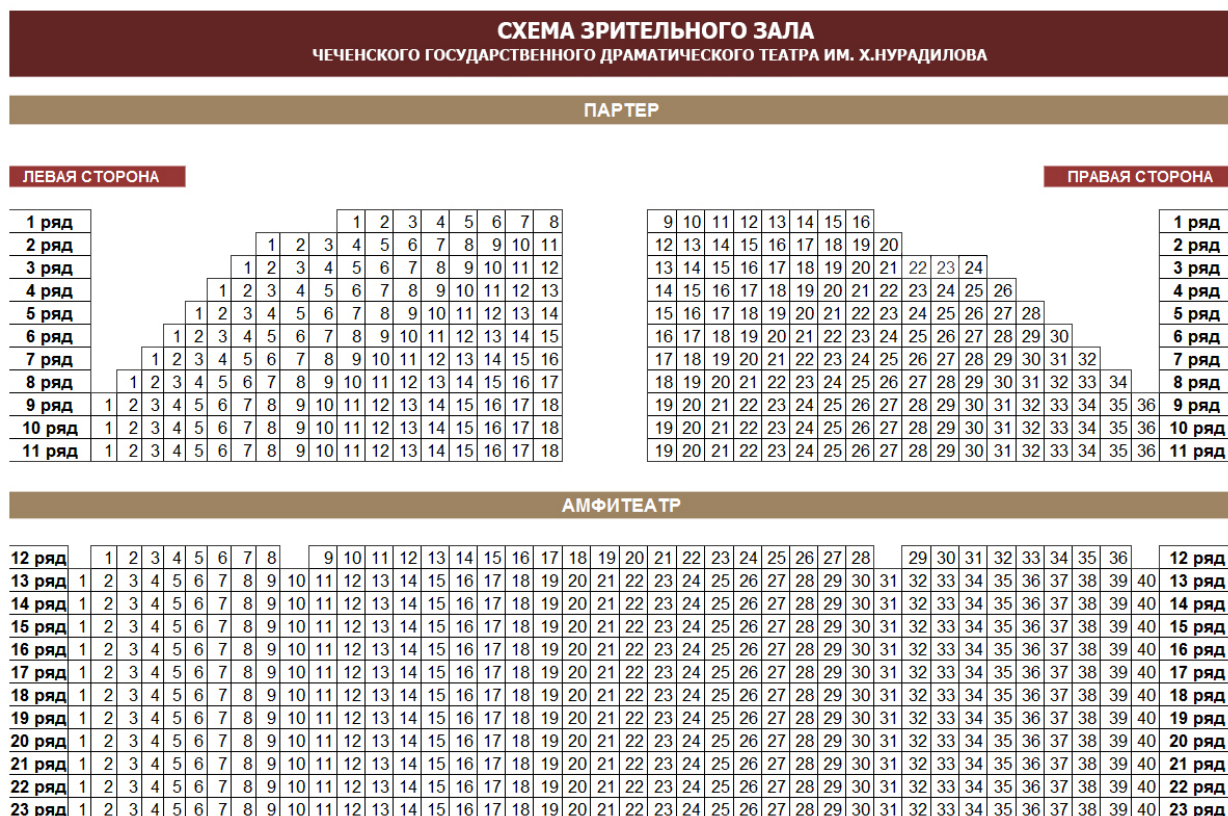 СХЕМА ЗРИТЕЛЬНОГО ЗАЛА
ЧЕЧЕНСКОГО ГОСУДАРСТВЕННОГО ДРАМАТИЧЕСКОГО ТЕАТРА ИМ. Х.НУРАДИЛОВА
ПАРТЕР
ЛЕВАЯ СТОРОНА ПРАВАЯ СТОРОНА
1 ряд 1 2 3 4 5 6 7 8 9 10 11 12 13 14 15 16 1 ряд
2 ряд 1 2 3 4 5 6 7 8 9 10 11 12 13 14 15 16 17 18 19 20 2 ряд
3 ряд 1 2 3 4 5 6 7 8 9 10 11 12 13 14 15 16 17 18 19 20 21 22 23 24 3 ряд
4 ряд 1 2 3 4 5 6 7 8 9 10 11 12 13 14 15 16 17 18 19 20 21 22 23 24 25 26 4 ряд
5 ряд 1 2 3 4 5 6 7 8 9 10 11 12 13 14 15 16 17 18 19 20 21 22 23 24 25 26 27 28 5 ряд
6 ряд 1 2 3 4 5 6 7 8 9 10 11 12 13 14 15 16 17 18 19 20 21 22 23 24 25 26 27 28 29 30 6 ряд
7 ряд 1 2 3 4 5 6 7 8 9 10 11 12 13 14 15 16 17 18 19 20 21 22 23 24 25 26 27 28 29 30 31 32 7 ряд
8 ряд 1 2 3 4 5 6 7 8 9 10 11 12 13 14 15 16 17 18 19 20 21 22 23 24 25 26 27 28 29 30 31 32 33 34 8 ряд
9 ряд 1 2 3 4 5 6 7 8 9 10 11 12 13 14 15 16 17 18 19 20 21 22 23 24 25 26 27 28 29 30 31 32 33 34 35 36 9 ряд
10 ряд 1 2 3 4 5 6 7 8 9 10 11 12 13 14 15 16 17 18 19 20 21 22 23 24 25 26 27 28 29 30 31 32 33 34 35 36 10 ряд
11 ряд 1 2 3 4 5 6 7 8 9 10 11 12 13 14 15 16 17 18 19 20 21 22 23 24 25 26 27 28 29 30 31 32 33 34 35 36 11 ряд
АМФИТЕАТР
12 ряд 1 2 3 4 5 6 7 8 9 10 11 12 13 14 15 16 17 18 19 20 21 22 23 24 25 26 27 28 29 30 31 32 33 34 35 36 12 ряд
13 ряд 1 2 3 4 5 6 7 8 9 10 11 12 13 14 15 16 17 18 19 20 21 22 23 24 25 26 27 28 29 30 31 32 33 34 35 36 37 38 39 40 13 ряд
14 ряд 1 2 3 4 5 6 7 8 9 10 11 12 13 14 15 16 17 18 19 20 21 22 23 24 25 26 27 28 29 30 31 32 33 34 35 36 37 38 39 40 14 ряд
15 ряд 1 2 3 4 5 6 7 8 9 10 11 12 13 14 15 16 17 18 19 20 21 22 23 24 25 26 27 28 29 30 31 32 33 34 35 36 37 38 39 40 15 ряд
16 ряд 1 2 3 4 5 6 7 8 9 10 11 12 13 14 15 16 17 18 19 20 21 22 23 24 25 26 27 28 29 30 31 32 33 34 35 36 37 38 39 40 16 ряд
17 ряд 1 2 3 4 5 6 7 8 9 10 11 12 13 14 15 16 17 18 19 20 21 22 23 24 25 26 27 28 29 30 31 32 33 34 35 36 37 38 39 40 17 ряд
18 ряд 1 2 3 4 5 6 7 8 9 10 11 12 13 14 15 16 17 18 19 20 21 22 23 24 25 26 27 28 29 30 31 32 33 34 35 36 37 38 39 40 18 ряд
19 ряд 1 2 3 4 5 6 7 8 9 10 11 12 13 14 15 16 17 18 19 20 21 22 23 24 25 26 27 28 29 30 31 32 33 34 35 36 37 38 39 40 19 ряд
20 ряд 1 2 3 4 5 6 7 8 9 10 11 12 13 14 15 16 17 18 19 20 21 22 23 24 25 26 27 28 29 30 31 32 33 34 35 36 37 38 39 40 20 ряд
21 ряд 1 2 3 4 5 6 7 8 9 10 11 12 13 14 15 16 17 18 19 20 21 22 23 24 25 26 27 28 29 30 31 32 33 34 35 36 37 38 39 40 21 ряд
22 ряд 1 2 3 4 5 6 7 8 9 10 11 12 13 14 15 16 17 18 19 20 21 22 23 24 25 26 27 28 29 30 31 32 33 34 35 36 37 38 39 40 22 ряд
23 ряд 1 2 3 4 5 6 7 8 9 10 11 12 13 14 15 16 17 18 19 20 21 22 23 24 25 26 27 28 29 30 31 32 33 34 35 36 37 38 39 40 23 ряд